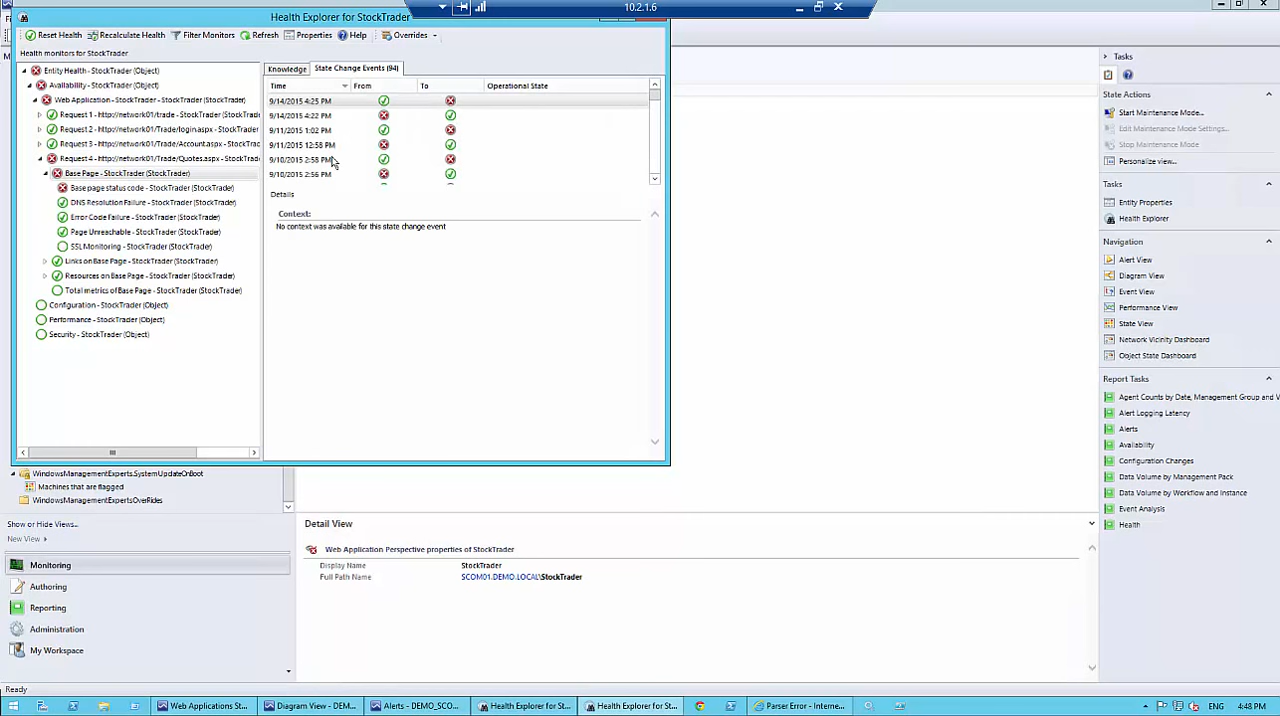 10.2.1.6
Health Explorer for StockTrader
Reset Health
Recalculate Health
Filter Monitors
Refresh
Properties
Help
Overrides
Health monitors for StockTrader
Entity Health - StockTrader (Object)
Availability - StockTrader (Object)
Web Application - StockTrader (StockTrader)
Request 1 - http://network01/trade - StockTrader
Request 2 - http://network01/Trade/login.aspx - StockTrader
Request 3 - http://network01/Trade/Account.aspx - StockTr
Request 4 - http://network01/Trade/Quotes.aspx - StockTrac
Base Page - StockTrader (StockTrader)
Base page status code - StockTrader (StockTrader)
DNS Resolution Failure - StockTrader (StockTrader)
Error Code Failure - StockTrader (StockTrader)
Page Unreachable - StockTrader (StockTrader)
SSL Monitoring - StockTrader (StockTrader)
Links on Base Page - StockTrader (StockTrader)
Resources on Base Page - StockTrader (StockTrader)
Total metrics of Base Page - StockTrader (StockTrader)
Configuration - StockTrader (Object)
Performance - StockTrader (Object)
Security - StockTrader (Object)
Knowledge
State Change Events (94)
Time From To Operational State
9/14/2015 4:25 PM
9/14/2015 4:22 PM
9/11/2015 1:02 PM
9/11/2015 12:58 PM
9/10/2015 2:58 PM
9/10/2015 2:56 PM
Details
Context:
No context was available for this state change event
WindowsManagementExperts.SystemUpdateOnBoot
Machines that are flagged
WindowsManagementExpertsOverRides
Show or Hide Views...
New View
Monitoring
Authoring
Reporting
Administration
My Workspace
Detail View
Web Application Perspective properties of StockTrader
Display Name StockTrader
Full Path Name SCOM01.DEMO.LOCAL\StockTrader
Tasks
State Actions
Start Maintenance Mode...
Edit Maintenance Mode Settings...
Stop Maintenance Mode
Personalize view...
Tasks
Entity Properties
Health Explorer
Navigation
Alert View
Diagram View
Event View
Performance View
State View
Network Vicinity Dashboard
Object State Dashboard
Report Tasks
Agent Counts by Date, Management Group and V
Alert Logging Latency
Alerts
Availability
Configuration Changes
Data Volume by Management Pack
Data Volume by Workflow and Instance
Event Analysis
Health
Ready
Web Applications St...
Diagram View - DEM...
Alerts - DEMO_SCO...
Health Explorer for St...
Health Explorer for St...
Parser Error - Interne...
ENG 4:48 PM